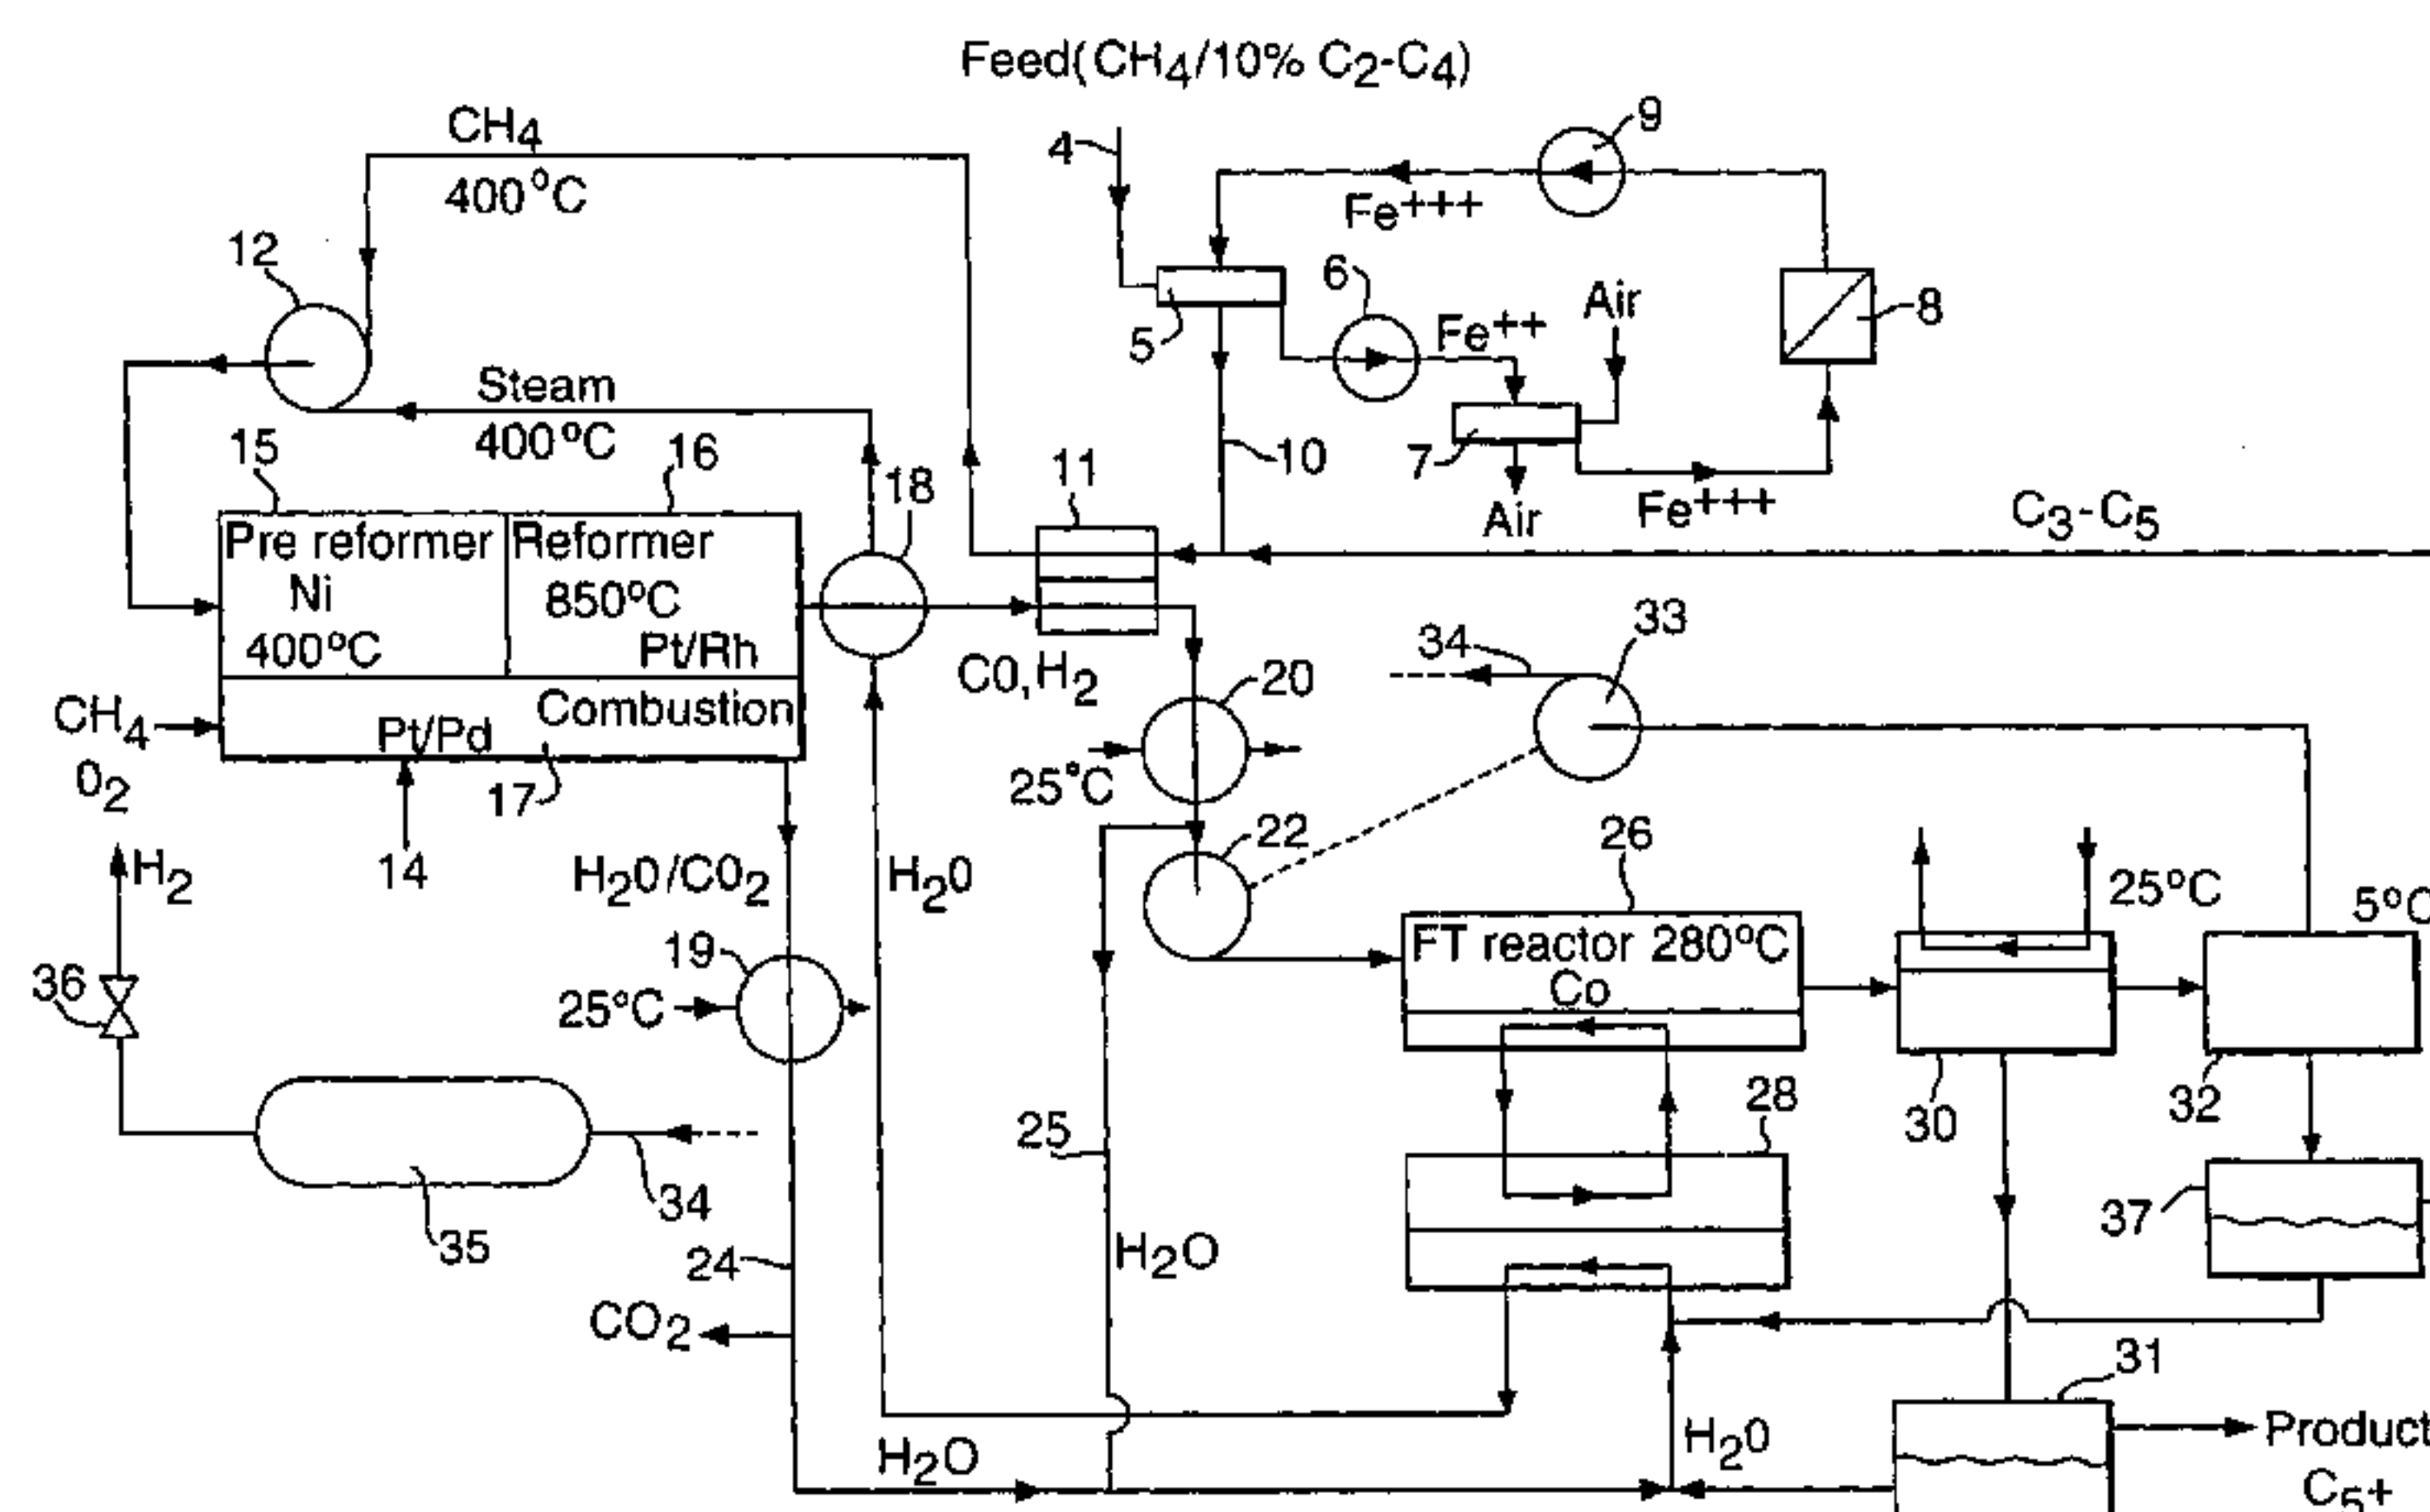 Feed(CH4/10% C2-C4)
CH4
400°C
4
9
Fe+++
12
6
Air
8
Fe++
5
Steam
400°C
15
16
18
11
10
7
Air
Fe+++
C3-C5
Pre reformer
Ni
400°C
Reformer
850°C
Pt/Rh
CO,H2
34
33
20
CH4
O2
Pt/Pd
Combustion
17
14
25°C
22
26
H2
H2O/CO2
H2O
25°C
5°C
FT reactor 280°C
Co
36
19
25°C
28
30
32
25
34
35
37
24
H2O
CO2
31
H2O
H2O
Product
C5+